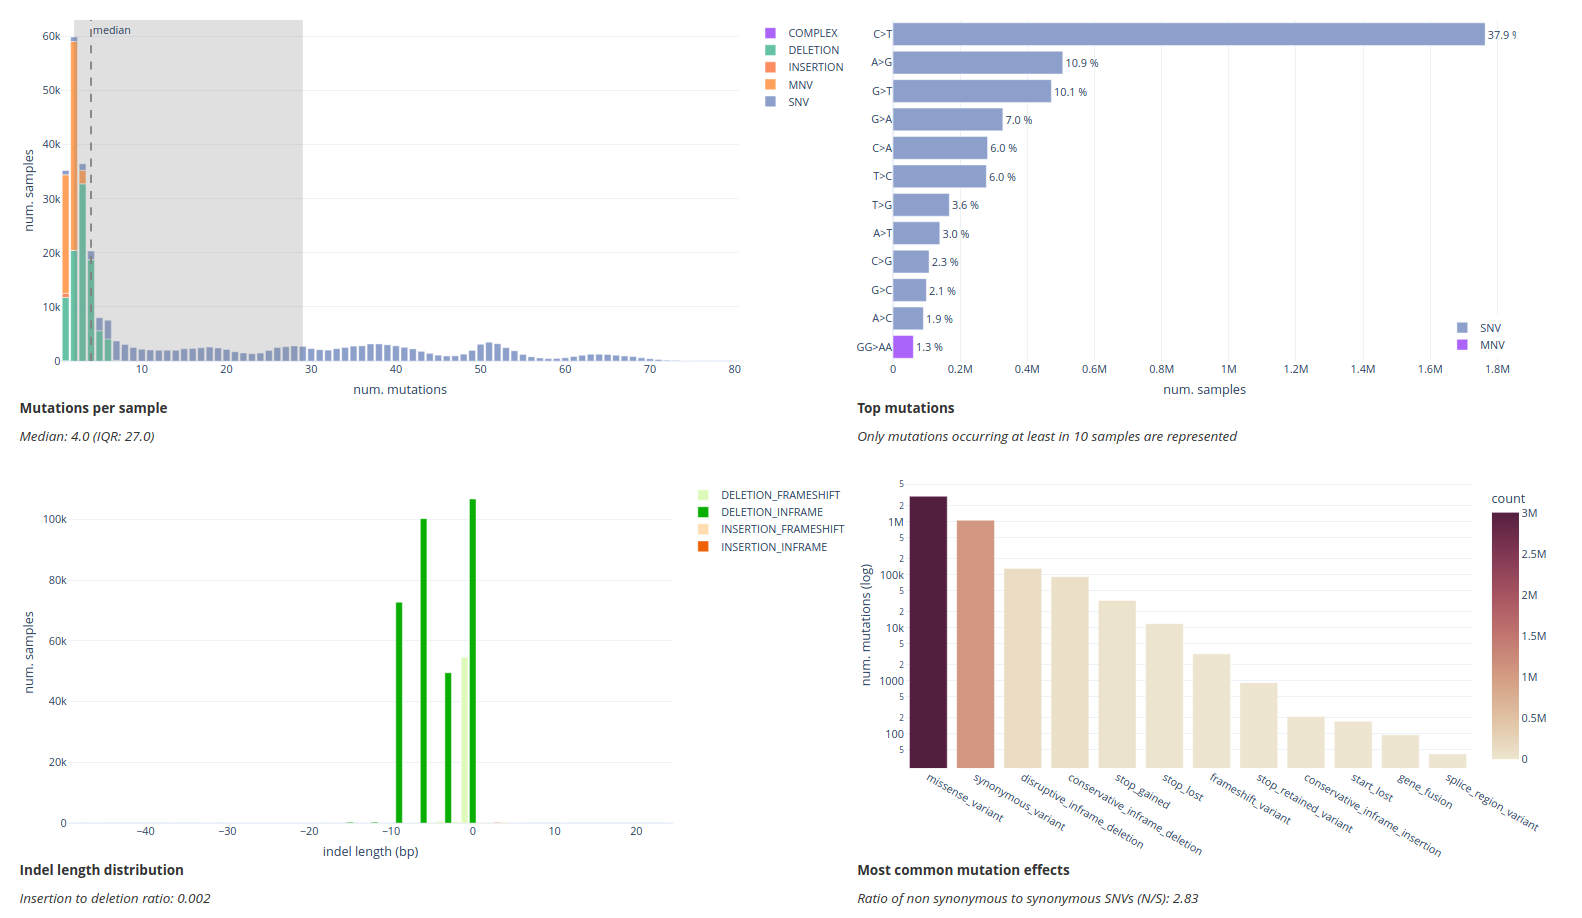 60k
50k
40k
30k
20k
10k
0
num. samples
median
10
20
30
40
50
60
70
80
num. mutations
COMPLEX
DELETION
INSERTION
MNV
SNV
Mutations per sample
Median: 4.0 (IQR: 27.0)
C>T
A>G
G>T
G>A
C>A
T>C
T>G
A>T
C>G
G>C
A>C
GG>AA
37.9 %
10.9 %
10.1 %
7.0 %
6.0 %
6.0 %
3.6 %
3.0 %
2.3 %
2.1 %
1.9 %
1.3 %
SNV
MNV
0
0.2M
0.4M
0.6M
0.8M
1M
1.2M
1.4M
1.6M
1.8M
num. samples
Top mutations
Only mutations occurring at least in 10 samples are represented
100k
80k
60k
40k
20k
0
num. samples
−40
−30
−20
−10
0
10
20
indel length (bp)
DELETION_FRAMESHIFT
DELETION_INFRAME
INSERTION_FRAMESHIFT
INSERTION_INFRAME
Indel length distribution
Insertion to deletion ratio: 0.002
5
2
1M
5
2
100k
5
2
10k
5
2
1000
5
2
100
5
num. mutations (log)
missense_variant
synonymous_variant
disruptive_inframe_deletion
conservative_inframe_deletion
stop_gained
stop_lost
frameshift_variant
stop_retained_variant
conservative_inframe_insertion
start_lost
gene_fusion
splice_region_variant
count
3M
2.5M
2M
1.5M
1M
0.5M
0
Most common mutation effects
Ratio of non synonymous to synonymous SNVs (N/S): 2.83